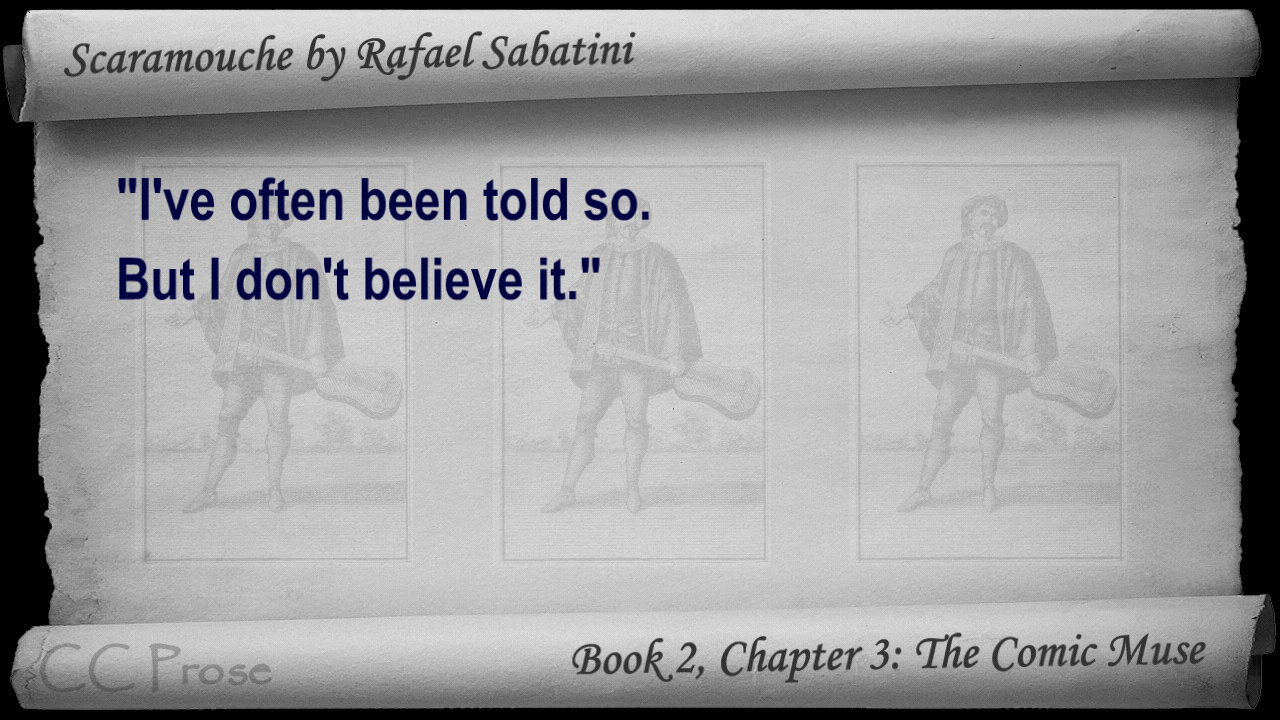 Scaramouche by Rafael Sabatini
"I've often been told so.
But I don't believe it."
CC Prose
Book 2, Chapter 3: The Comic Muse